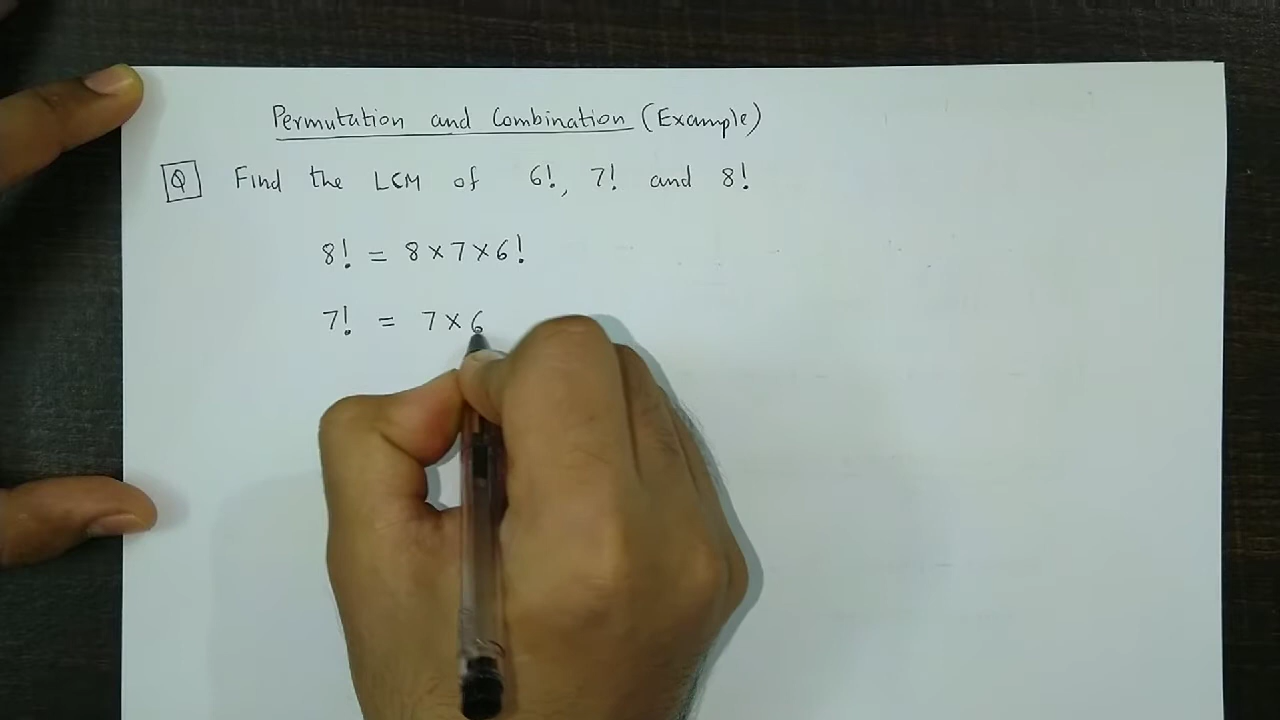 Permutation and Combination (Example)
Q Find the LCM of 6!, 7! and 8!
8! = 8×7×6!
7! = 7×6